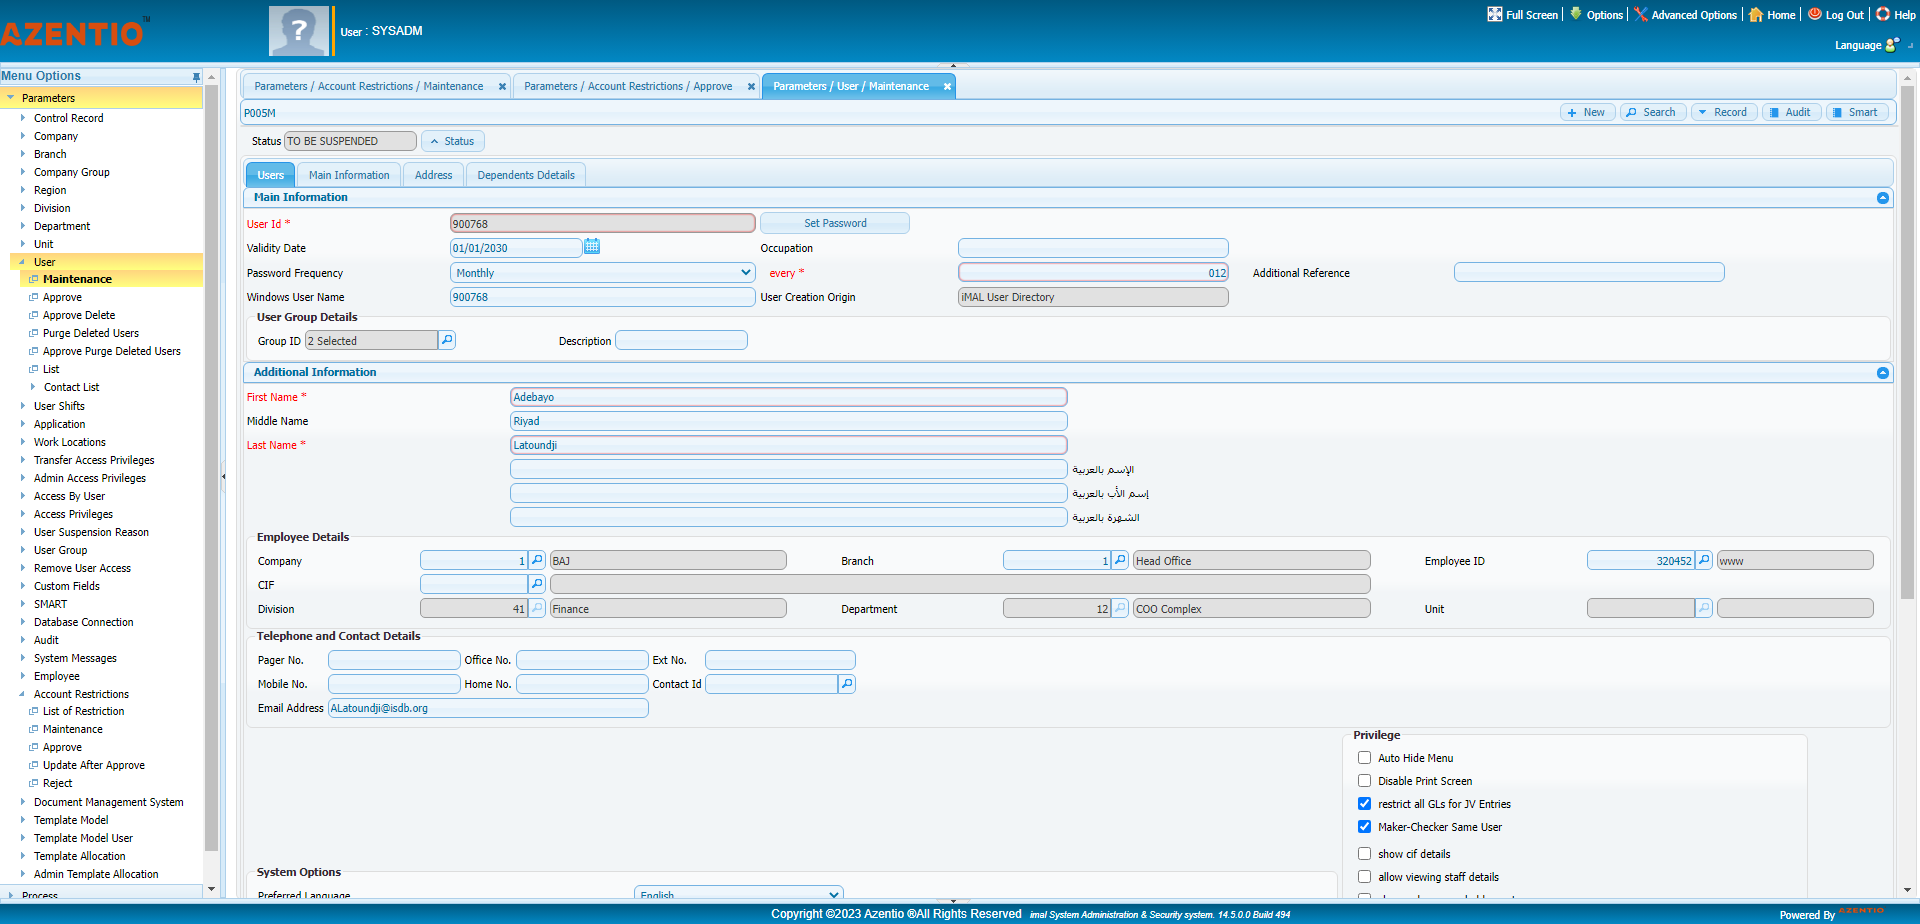 AZENTIO™
User : SYSADM
Full Screen | Options | Advanced Options | Home | Log Out | Help
Language
Menu Options
Parameters
Control Record
Company
Branch
Company Group
Region
Division
Department
Unit
User
Maintenance
Approve
Approve Delete
Purge Deleted Users
Approve Purge Deleted Users
List
Contact List
User Shifts
Application
Work Locations
Transfer Access Privileges
Admin Access Privileges
Access By User
Access Privileges
User Suspension Reason
User Group
Remove User Access
Custom Fields
SMART
Database Connection
Audit
System Messages
Employee
Account Restrictions
List of Restriction
Maintenance
Approve
Update After Approve
Reject
Document Management System
Template Model
Template Model User
Template Allocation
Admin Template Allocation
Process
Parameters / Account Restrictions / Maintenance Parameters / Account Restrictions / Approve Parameters / User / Maintenance
P005M New Search Record Audit Smart
Status TO BE SUSPENDED Status
Users Main Information Address Dependents Ddetails
Main Information
User Id * 900768 Set Password
Validity Date 01/01/2030 Occupation
Password Frequency Monthly every * 012 Additional Reference
Windows User Name 900768 User Creation Origin iMAL User Directory
User Group Details
Group ID 2 Selected Description
Additional Information
First Name * Adebayo
Middle Name Riyad
Last Name * Latoundji
الإسم بالعربية
إسم الأب بالعربية
الشهرة بالعربية
Employee Details
Company 1 BAJ Branch 1 Head Office Employee ID 320452 www
CIF
Division 41 Finance Department 12 COO Complex Unit
Telephone and Contact Details
Pager No. Office No. Ext No.
Mobile No. Home No. Contact Id
Email Address ALatoundji@isdb.org
Privilege
Auto Hide Menu
Disable Print Screen
restrict all GLs for JV Entries
Maker-Checker Same User
show cif details
allow viewing staff details
System Options
Preferred Language English
Copyright ©2023 Azentio ®All Rights Reserved imal System Administration & Security system. 14.5.0.0 Build 494
Powered By AZENTIO